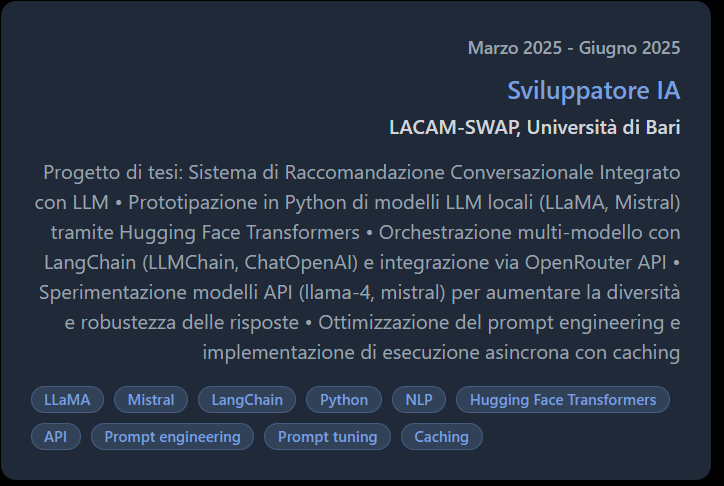 Marzo 2025 - Giugno 2025
Sviluppatore IA
LACAM-SWAP, Università di Bari
Progetto di tesi: Sistema di Raccomandazione Conversazionale Integrato
con LLM • Prototipazione in Python di modelli LLM locali (LLaMA, Mistral)
tramite Hugging Face Transformers • Orchestrazione multi-modello con
LangChain (LLMChain, ChatOpenAI) e integrazione via OpenRouter API •
Sperimentazione modelli API (llama-4, mistral) per aumentare la diversità
e robustezza delle risposte • Ottimizzazione del prompt engineering e
implementazione di esecuzione asincrona con caching
LLaMA Mistral LangChain Python NLP Hugging Face Transformers
API Prompt engineering Prompt tuning Caching